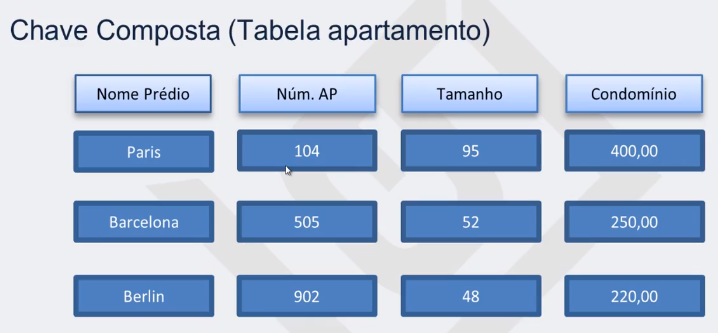 Chave Composta (Tabela apartamento)
Nome Prédio Núm. AP Tamanho Condomínio
Paris 104 95 400,00
Barcelona 505 52 250,00
Berlin 902 48 220,00